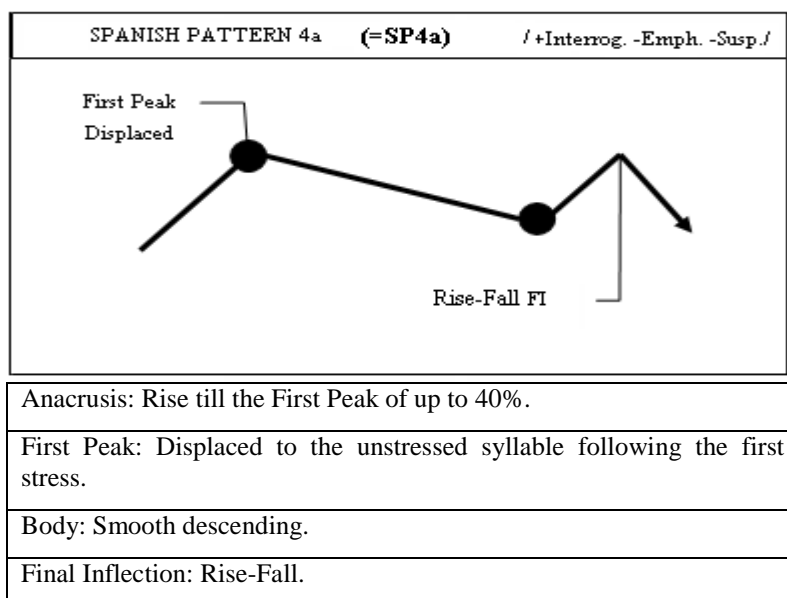 SPANISH PATTERN 4a (=SP4a) /+Interrog. -Emph. -Susp./
First Peak
Displaced
Rise-Fall FI
Anacrusis: Rise till the First Peak of up to 40%.
First Peak: Displaced to the unstressed syllable following the first
stress.
Body: Smooth descending.
Final Inflection: Rise-Fall.